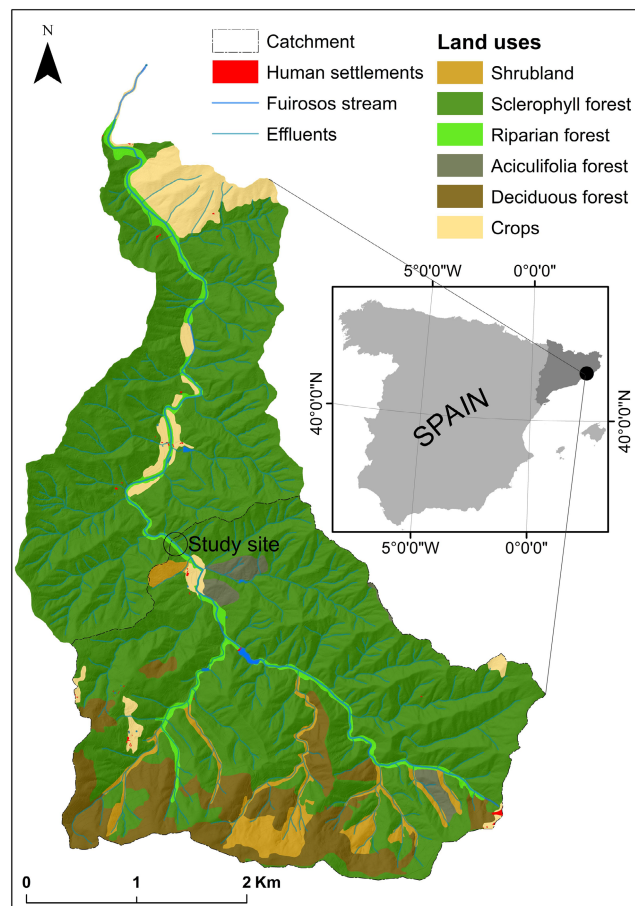 N
Catchment
Human settlements
Fuirosos stream
Effluents
Land uses
Shrubland
Sclerophyll forest
Riparian forest
Aciculifolia forest
Deciduous forest
Crops
5°0'0"W
0°0'0"
40°0'0"N
SPAIN
40°0'0"N
5°0'0"W
0°0'0"
Study site
0
1
2 Km